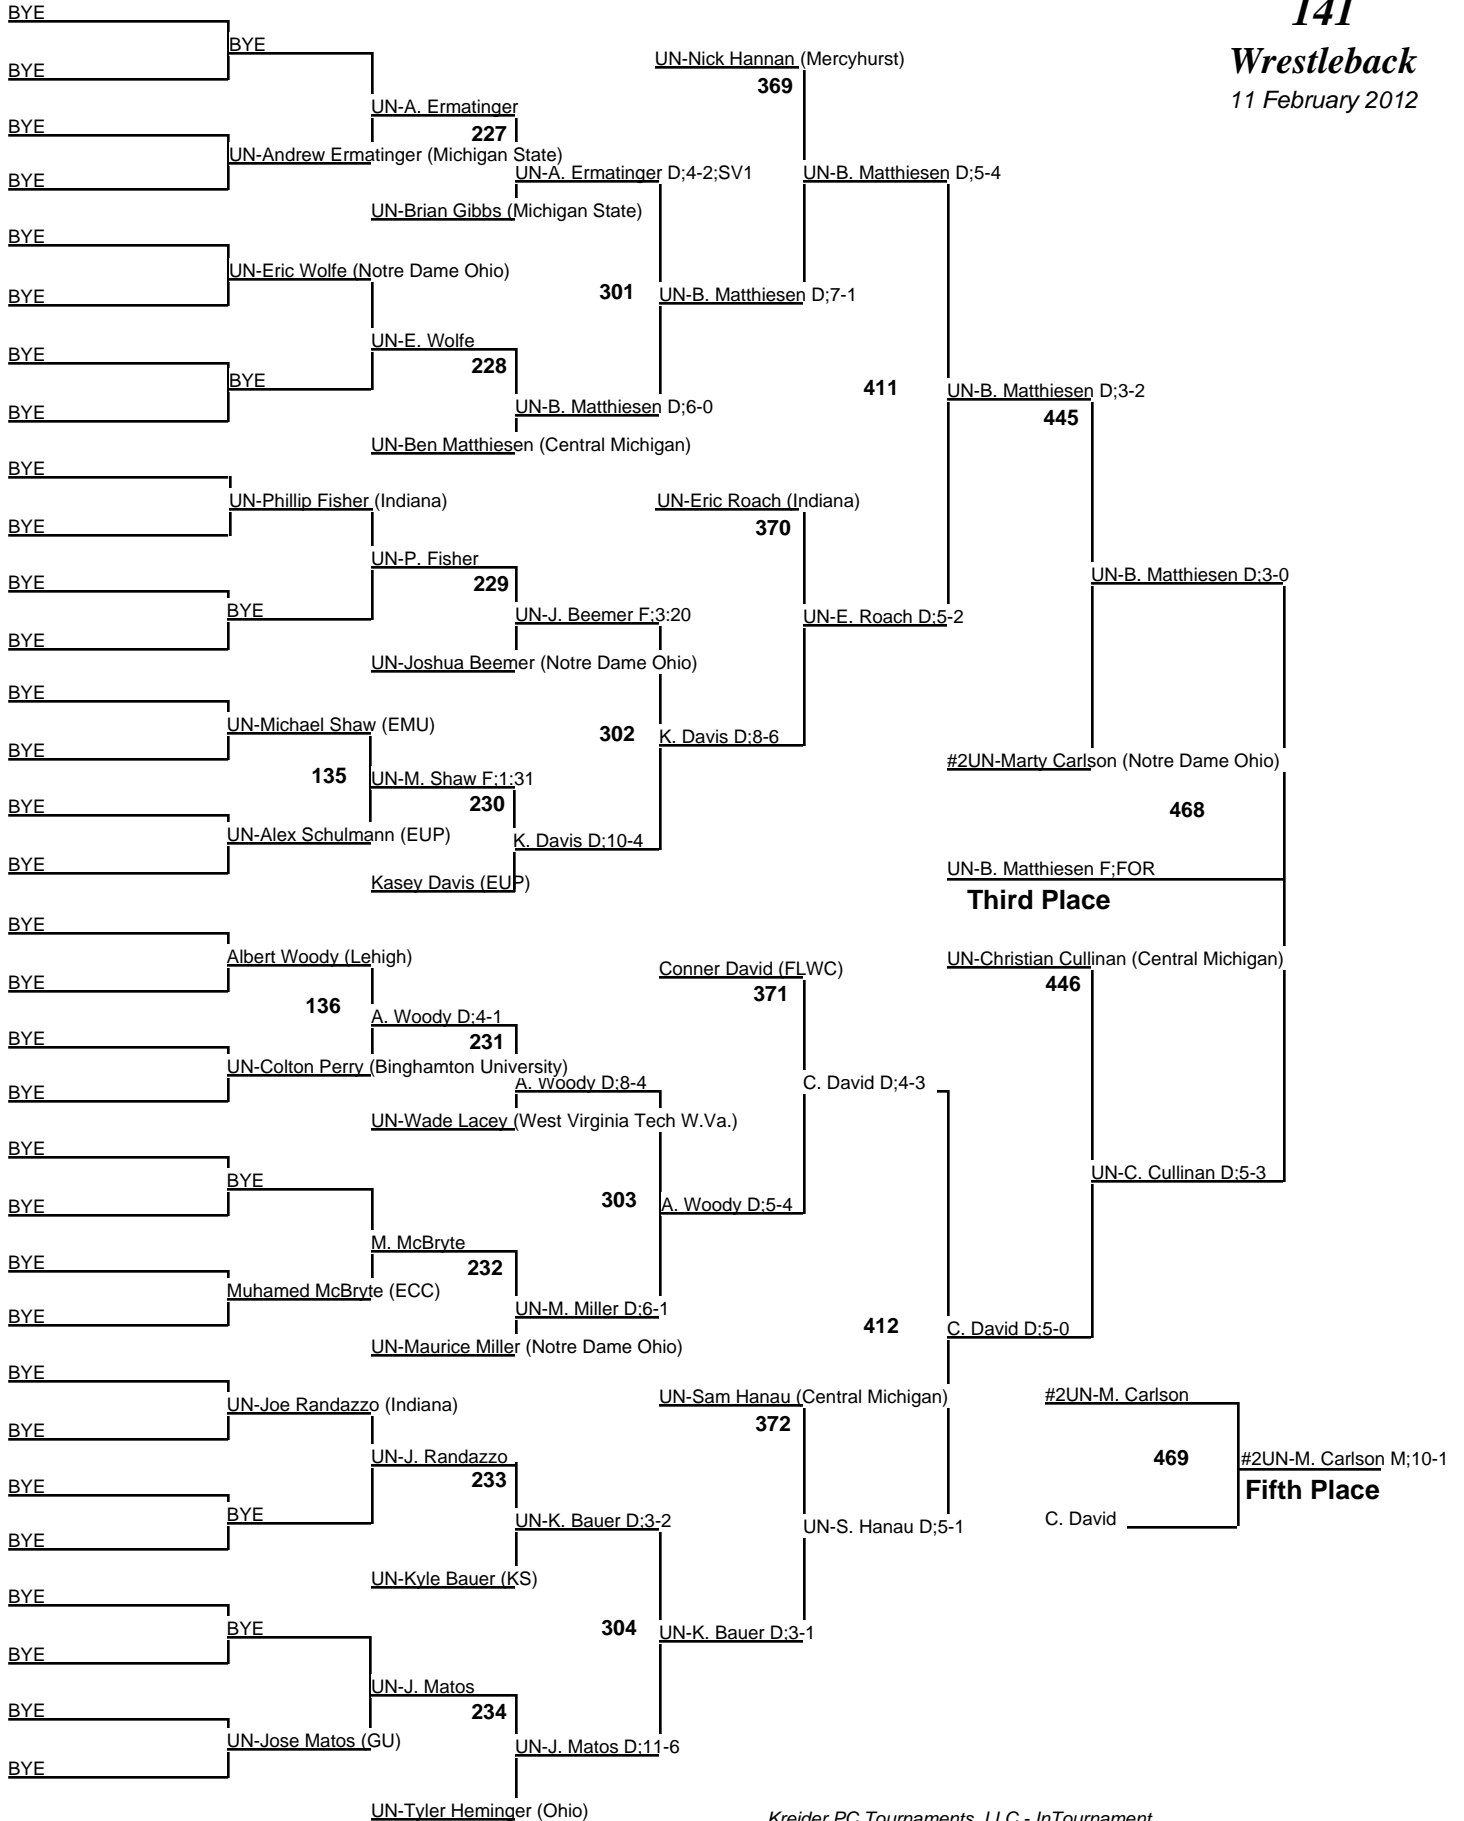 141
Wrestleback
11 February 2012
BYE
BYE
BYE
UN-Nick Hannan (Mercyhurst)
369
UN-A. Ermatinger
227
BYE
UN-Andrew Ermatinger (Michigan State)
BYE
UN-A. Ermatinger D;4-2;SV1
UN-B. Matthiesen D;5-4
UN-Brian Gibbs (Michigan State)
BYE
UN-Eric Wolfe (Notre Dame Ohio)
BYE
301
UN-B. Matthiesen D;7-1
UN-E. Wolfe
228
BYE
BYE
411
UN-B. Matthiesen D;3-2
445
BYE
UN-B. Matthiesen D;6-0
UN-Ben Matthiesen (Central Michigan)
BYE
UN-Phillip Fisher (Indiana)
BYE
UN-Eric Roach (Indiana)
370
UN-P. Fisher
229
BYE
UN-B. Matthiesen D;3-0
BYE
BYE
UN-J. Beemer F;3:20
UN-E. Roach D;5-2
UN-Joshua Beemer (Notre Dame Ohio)
BYE
UN-Michael Shaw (EMU)
BYE
302
K. Davis D;8-6
#2UN-Marty Carlson (Notre Dame Ohio)
135
UN-M. Shaw F;1:31
230
BYE
468
UN-Alex Schulmann (EUP)
BYE
K. Davis D;10-4
UN-B. Matthiesen F;FOR
Kasey Davis (EUP)
Third Place
BYE
Albert Woody (Lehigh)
BYE
Conner David (FLWC)
371
UN-Christian Cullinan (Central Michigan)
446
136
A. Woody D;4-1
231
BYE
UN-Colton Perry (Binghamton University)
BYE
A. Woody D;8-4
C. David D;4-3
UN-Wade Lacey (West Virginia Tech W.Va.)
BYE
BYE
BYE
303
A. Woody D;5-4
UN-C. Cullinan D;5-3
M. McBryte
232
BYE
Muhamed McBryte (ECC)
BYE
UN-M. Miller D;6-1
412
C. David D;5-0
UN-Maurice Miller (Notre Dame Ohio)
BYE
UN-Joe Randazzo (Indiana)
BYE
UN-Sam Hanau (Central Michigan)
372
#2UN-M. Carlson
UN-J. Randazzo
233
469
#2UN-M. Carlson M;10-1
Fifth Place
BYE
BYE
BYE
UN-K. Bauer D;3-2
UN-S. Hanau D;5-1
C. David
UN-Kyle Bauer (KS)
BYE
BYE
BYE
304
UN-K. Bauer D;3-1
UN-J. Matos
234
BYE
UN-Jose Matos (GU)
BYE
UN-J. Matos D;11-6
UN-Tyler Heminger (Ohio)
Kreider PC Tournaments, LLC - InTournament